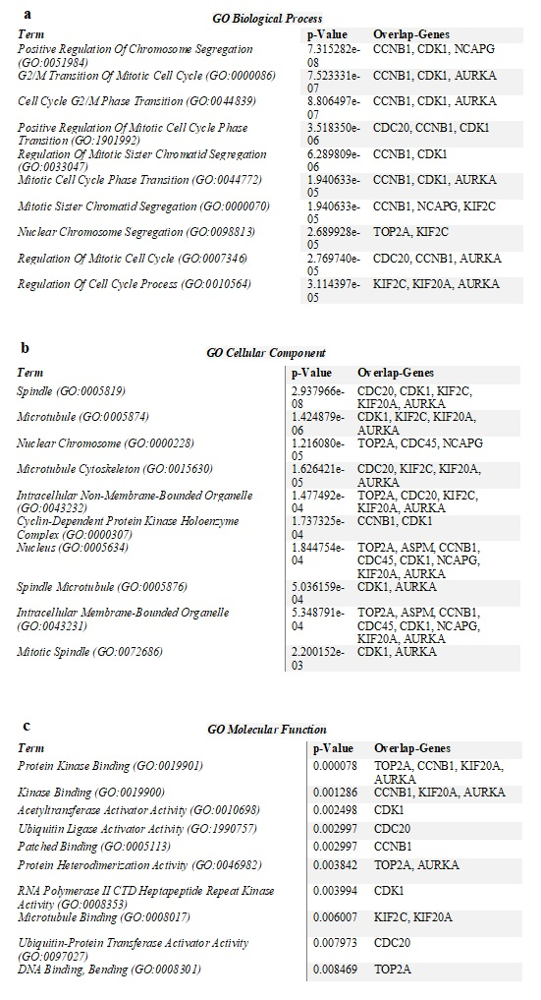 a
GO Biological Process
Term p-Value Overlap-Genes
Positive Regulation Of Chromosome Segregation 7.315282e- CCNB1, CDK1, NCAPG
(GO:0051984) 08
G2/M Transition Of Mitotic Cell Cycle (GO:0000086) 7.523331e- CCNB1, CDK1, AURKA
07
Cell Cycle G2/M Phase Transition (GO:0044839) 8.806497e- CCNB1, CDK1, AURKA
07
Positive Regulation Of Mitotic Cell Cycle Phase 3.518350e- CDC20, CCNB1, CDK1
Transition (GO:1901992) 06
Regulation Of Mitotic Sister Chromatid Segregation 6.289809e- CCNB1, CDK1
(GO:0033047) 06
Mitotic Cell Cycle Phase Transition (GO:0044772) 1.940633e- CCNB1, CDK1, AURKA
05
Mitotic Sister Chromatid Segregation (GO:0000070) 1.940633e- CCNB1, NCAPG, KIF2C
05
Nuclear Chromosome Segregation (GO:0098813) 2.689928e- TOP2A, KIF2C
05
Regulation Of Mitotic Cell Cycle (GO:0007346) 2.769740e- CDC20, CCNB1, AURKA
05
Regulation Of Cell Cycle Process (GO:0010564) 3.114397e- KIF2C, KIF20A, AURKA
05
b
GO Cellular Component
Term p-Value Overlap-Genes
Spindle (GO:0005819) 2.937966e- CDC20, CDK1, KIF2C,
08 KIF20A, AURKA
Microtubule (GO:0005874) 1.424879e- CDK1, KIF2C, KIF20A,
06 AURKA
Nuclear Chromosome (GO:0000228) 1.216080e- TOP2A, CDC45, NCAPG
05
Microtubule Cytoskeleton (GO:0015630) 1.626421e- CDC20, KIF2C, KIF20A,
05 AURKA
Intracellular Non-Membrane-Bounded Organelle 1.477492e- TOP2A, CDC20, KIF2C,
(GO:0043232) 04 KIF20A, AURKA
Cyclin-Dependent Protein Kinase Holoenzyme 1.737325e- CCNB1, CDK1
Complex (GO:0000307) 04
Nucleus (GO:0005634) 1.844754e- TOP2A, ASPM, CCNB1,
04 CDC45, CDK1, NCAPG,
KIF20A, AURKA
Spindle Microtubule (GO:0005876) 5.036159e- CDK1, AURKA
04
Intracellular Membrane-Bounded Organelle 5.348791e- TOP2A, ASPM, CCNB1,
(GO:0043231) 04 CDC45, CDK1, NCAPG,
KIF20A, AURKA
Mitotic Spindle (GO:0072686) 2.200152e- CDK1, AURKA
03
c
GO Molecular Function
Term p-Value Overlap-Genes
Protein Kinase Binding (GO:0019901) 0.000078 TOP2A, CCNB1, KIF20A,
AURKA
Kinase Binding (GO:0019900) 0.001286 CCNB1, KIF20A, AURKA
Acetyltransferase Activator Activity (GO:0010698) 0.002498 CDK1
Ubiquitin Ligase Activator Activity (GO:1990757) 0.002997 CDC20
Patched Binding (GO:0005113) 0.002997 CCNB1
Protein Heterodimerization Activity (GO:0046982) 0.003842 TOP2A, AURKA
RNA Polymerase II CTD Heptapeptide Repeat Kinase 0.003994 CDK1
Activity (GO:0008353)
Microtubule Binding (GO:0008017) 0.006007 KIF2C, KIF20A
Ubiquitin-Protein Transferase Activator Activity 0.007973 CDC20
(GO:0097027)
DNA Binding, Bending (GO:0008301) 0.008469 TOP2A